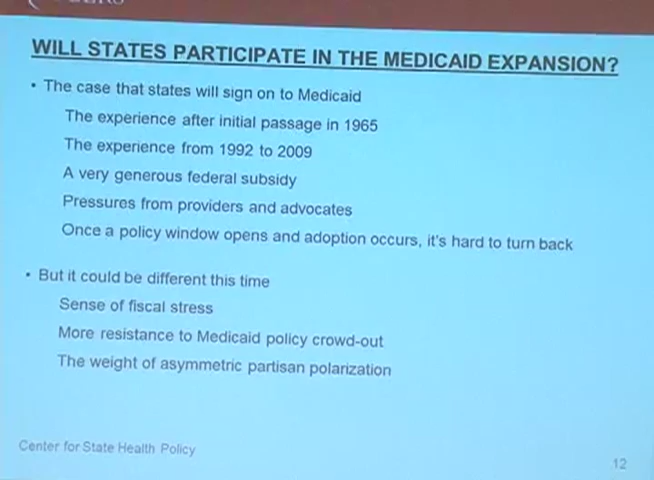 WILL STATES PARTICIPATE IN THE MEDICAID EXPANSION?
• The case that states will sign on to Medicaid
The experience after initial passage in 1965
The experience from 1992 to 2009
A very generous federal subsidy
Pressures from providers and advocates
Once a policy window opens and adoption occurs, it's hard to turn back
• But it could be different this time
Sense of fiscal stress
More resistance to Medicaid policy crowd-out
The weight of asymmetric partisan polarization
Center for State Health Policy
12